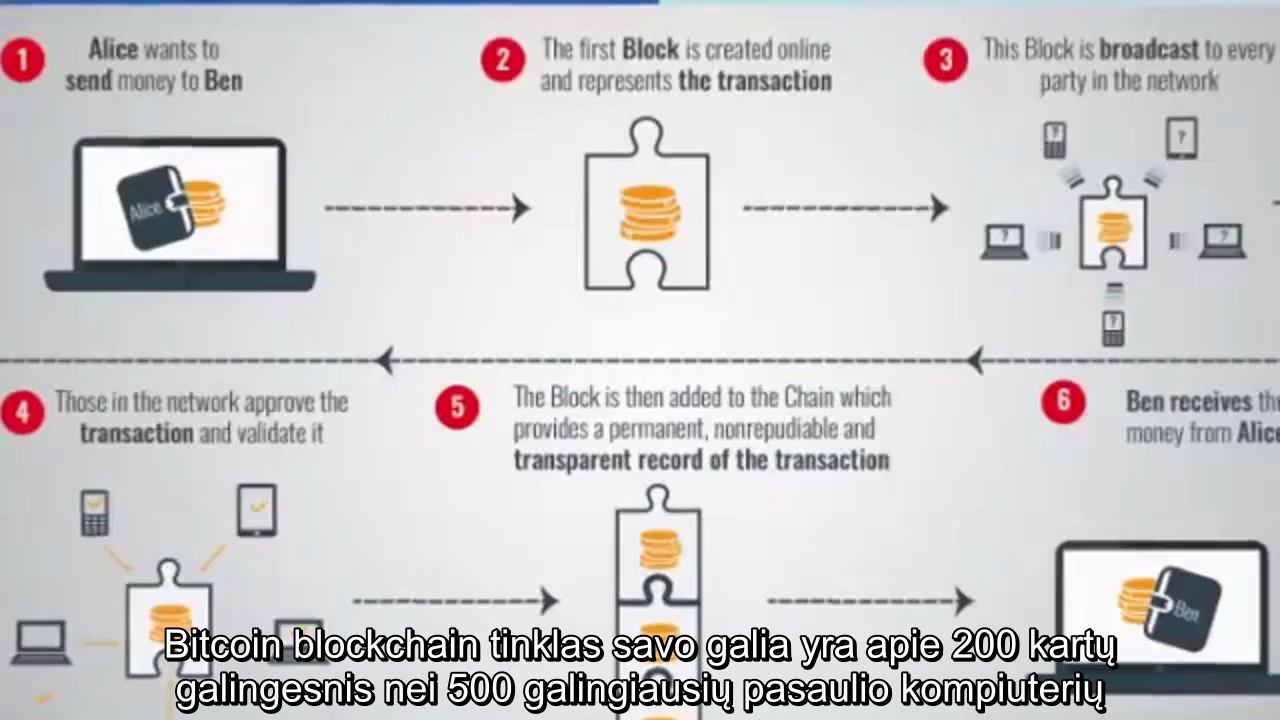 1
Alice wants to
send money to Ben
2
The first Block is created online
and represents the transaction
3
This Block is broadcast to every
party in the network
Alice
?
?
?
?
?
4
Those in the network approve the
transaction and validate it
5
The Block is then added to the Chain which
provides a permanent, nonrepudiable and
transparent record of the transaction
6
Ben receives the
money from Alice
Ben
Bitcoin blockchain tinklas savo galia yra apie 200 kartų
galingesnis nei 500 galingiausių pasaulio kompiuterių